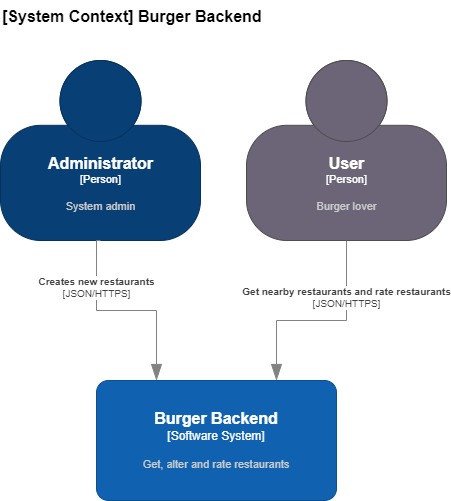 [System Context] Burger Backend
Administrator
[Person]
System admin
User
[Person]
Burger lover
Creates new restaurants
[JSON/HTTPS]
Get nearby restaurants and rate restaurants
[JSON/HTTPS]
Burger Backend
[Software System]
Get, alter and rate restaurants